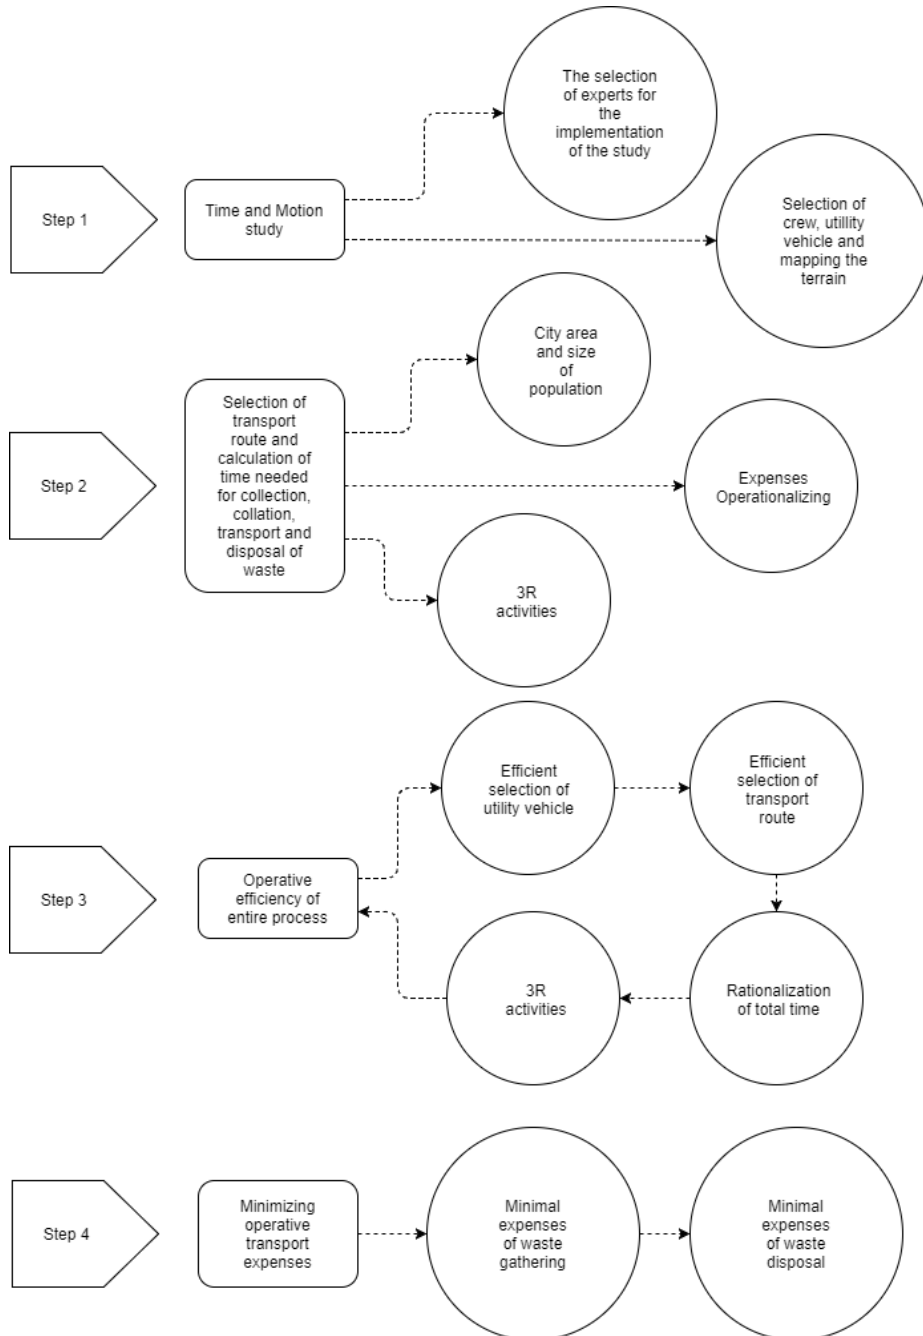 The selection
of experts for
the
implementation
of the study
Step 1
Time and Motion
study
Selection of
crew, utillity
vehicle and
mapping the
terrain
City area
and size
of
population
Step 2
Selection of
transport
route and
calculation of
time needed
for collection,
collation,
transport and
disposal of
waste
Expenses
Operationalizing
3R
activities
Efficient
selection of
utility vehicle
Efficient
selection of
transport
route
Step 3
Operative
efficiency of
entire process
3R
activities
Rationalization
of total time
Step 4
Minimizing
operative
transport
expenses
Minimal
expenses
of waste
gathering
Minimal
expenses
of waste
disposal